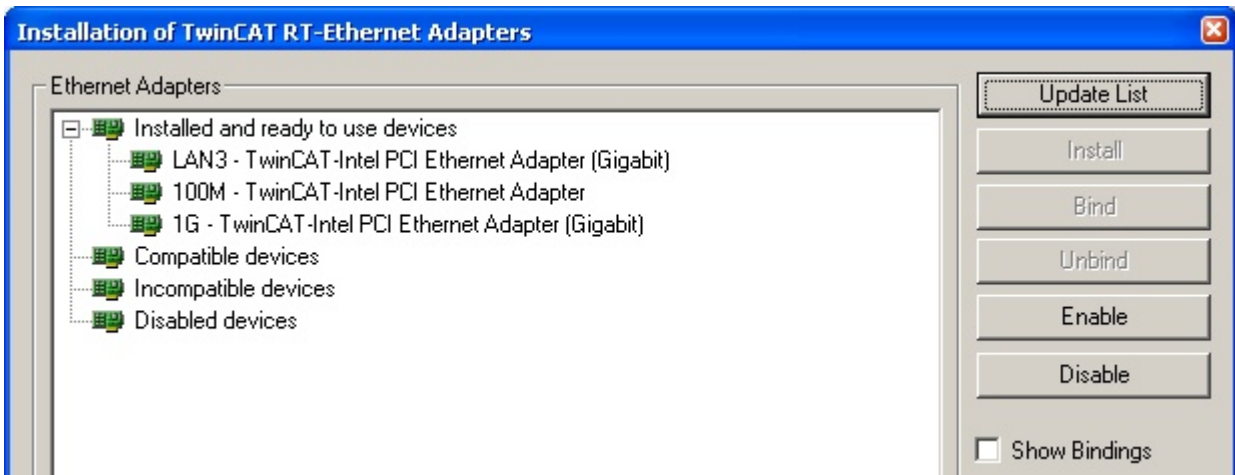 Installation of TwinCAT RT-Ethernet Adapters
Ethernet Adapters
Installed and ready to use devices
LAN3 - TwinCAT-Intel PCI Ethernet Adapter (Gigabit)
100M - TwinCAT-Intel PCI Ethernet Adapter
1G - TwinCAT-Intel PCI Ethernet Adapter (Gigabit)
Compatible devices
Incompatible devices
Disabled devices
Update List
Install
Bind
Unbind
Enable
Disable
Show Bindings